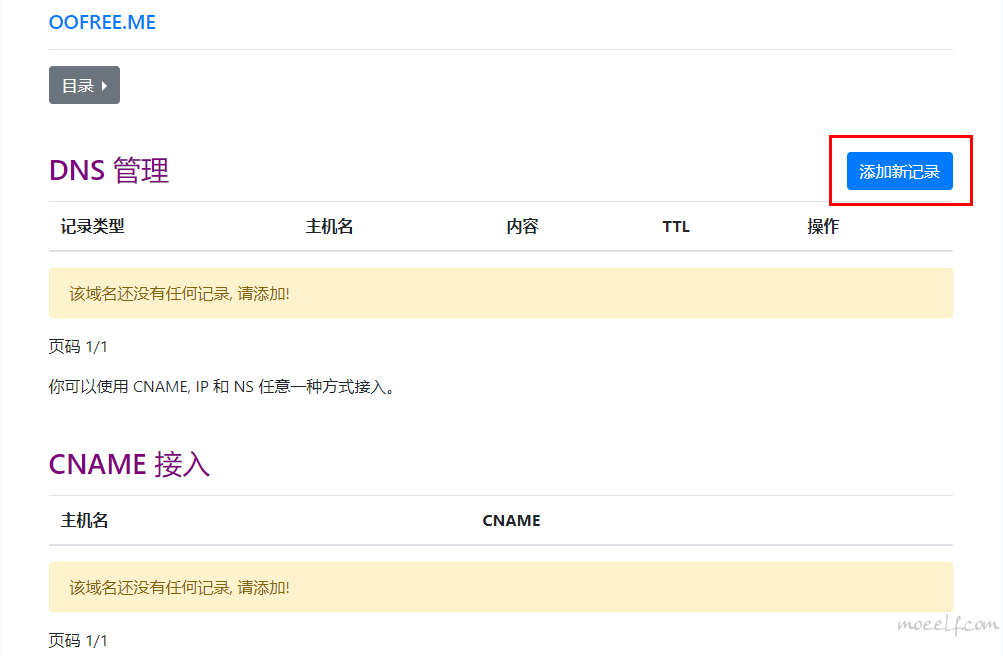 OOFREE.ME
目录
DNS 管理
添加新记录
记录类型 主机名 内容 TTL 操作
该域名还没有任何记录, 请添加!
页码 1/1
你可以使用 CNAME, IP 和 NS 任意一种方式接入。
CNAME 接入
主机名 CNAME
该域名还没有任何记录, 请添加!
moeelf.com
页码 1/1